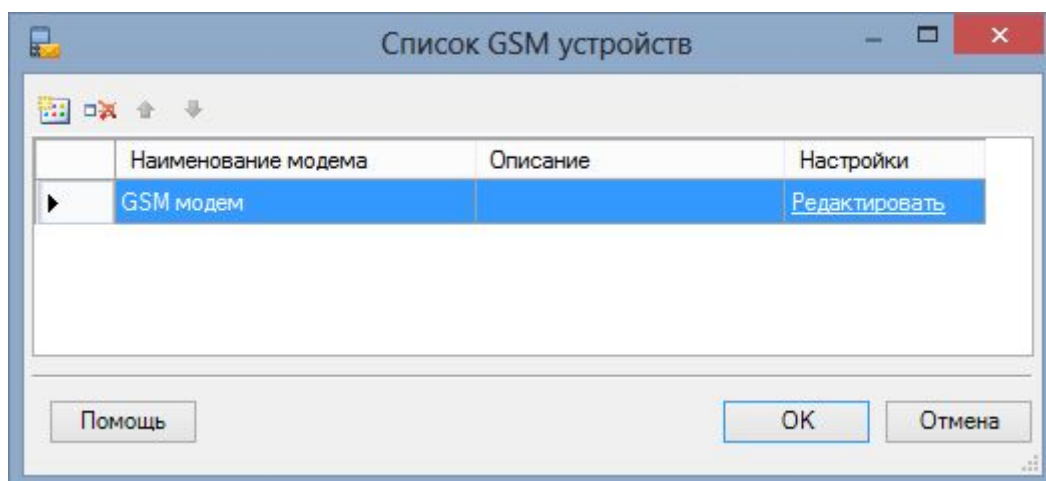 Список GSM устройств
Наименование модема Описание Настройки
GSM модем Редактировать
Помощь OK Отмена